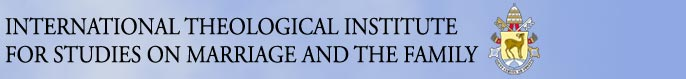 INTERNATIONAL THEOLOGICAL INSTITUTE
FOR STUDIES ON MARRIAGE AND THE FAMILY